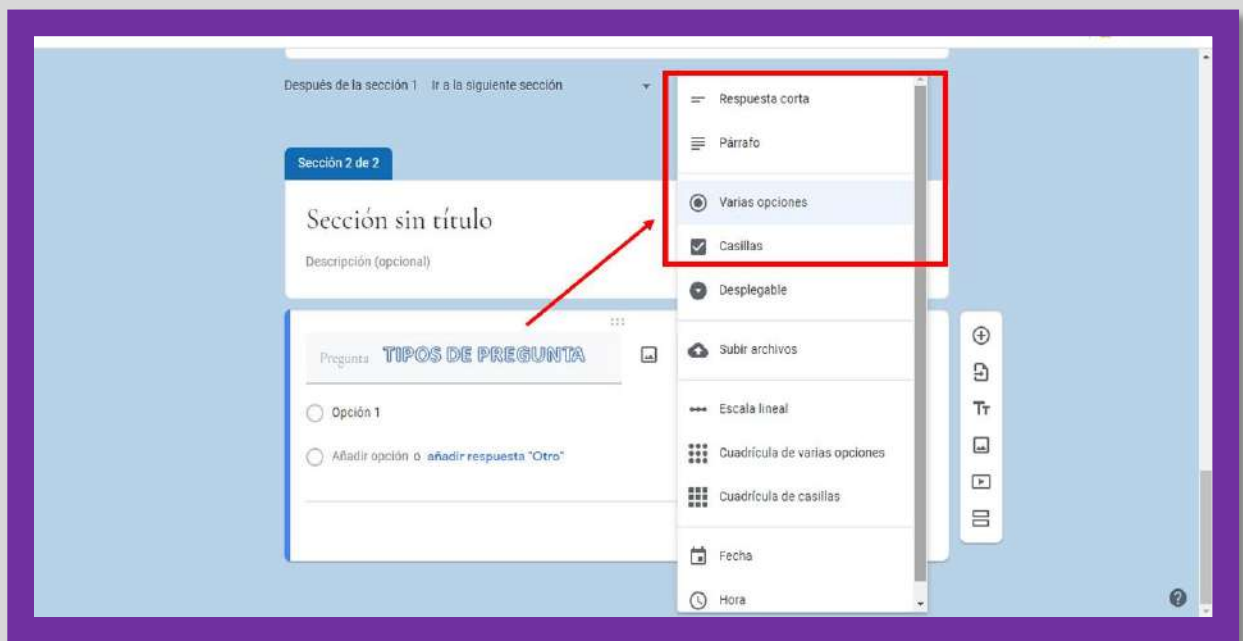 Después de la sección 1 Ir a la siguiente sección
Sección 2 de 2
Sección sin título
Descripción (opcional)
Pregunta TIPOS DE PREGUNTA
Opción 1
Añadir opción o añadir respuesta "Otro"
Respuesta corta
Párrafo
Varias opciones
Casillas
Desplegable
Subir archivos
Escala lineal
Cuadrícula de varias opciones
Cuadrícula de casillas
Fecha
Hora